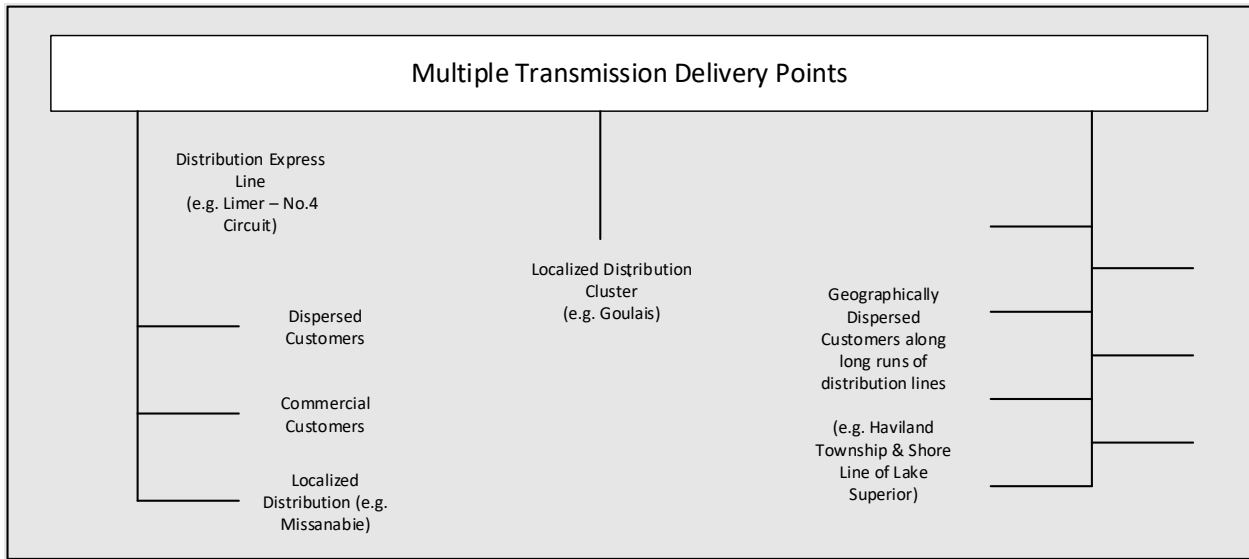 Multiple Transmission Delivery Points
Distribution Express
Line
(e.g. Limer – No.4
Circuit)
Dispersed
Customers
Commercial
Customers
Localized
Distribution (e.g.
Missanabie)
Localized Distribution
Cluster
(e.g. Goulais)
Geographically
Dispersed
Customers along
long runs of
distribution lines
(e.g. Haviland
Township & Shore
Line of Lake
Superior)